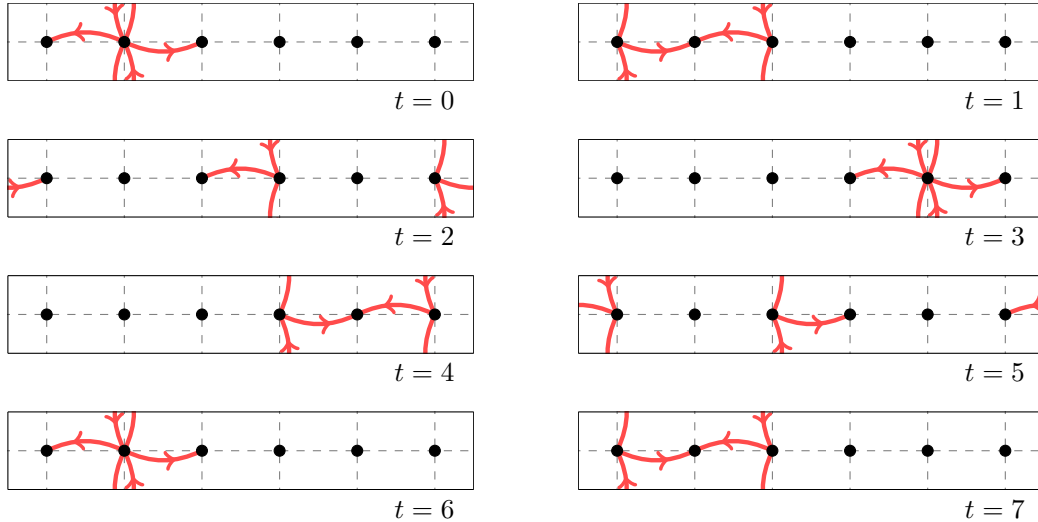 t = 0
t = 1
t = 2
t = 3
t = 4
t = 5
t = 6
t = 7